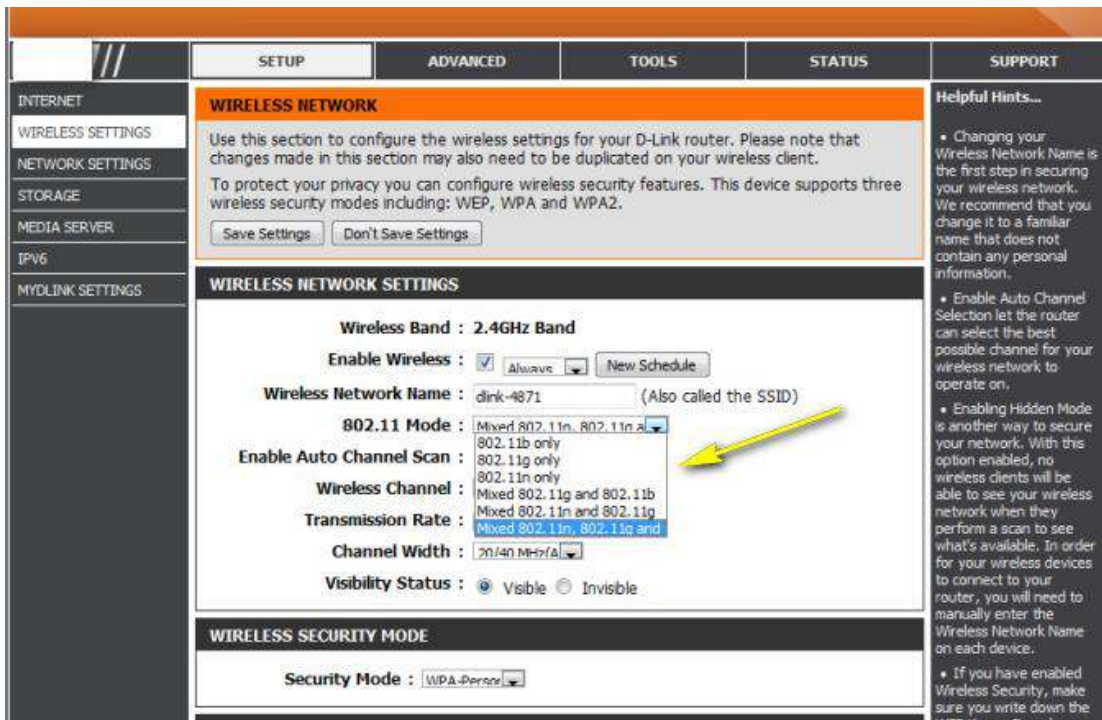 SETUP
ADVANCED
TOOLS
STATUS
SUPPORT
INTERNET
WIRELESS SETTINGS
NETWORK SETTINGS
STORAGE
MEDIA SERVER
IPV6
MYDLINK SETTINGS
WIRELESS NETWORK
Use this section to configure the wireless settings for your D-Link router. Please note that
changes made in this section may also need to be duplicated on your wireless client.
To protect your privacy you can configure wireless security features. This device supports three
wireless security modes including: WEP, WPA and WPA2.
Save Settings
Don't Save Settings
WIRELESS NETWORK SETTINGS
Wireless Band : 2.4GHz Band
Enable Wireless : Always New Schedule
Wireless Network Name : dlink-4871 (Also called the SSID)
802.11 Mode : Mixed 802.11n, 802.11g a
802.11b only
802.11g only
802.11n only
Mixed 802.11g and 802.11b
Mixed 802.11n and 802.11g
Mixed 802.11n, 802.11g and
Enable Auto Channel Scan :
Wireless Channel :
Transmission Rate :
Channel Width : 20/40 MHz(A
Visibility Status : Visible Invisible
WIRELESS SECURITY MODE
Security Mode : WPA-Person
Helpful Hints...
• Changing your
Wireless Network Name is
the first step in securing
your wireless network.
We recommend that you
change it to a familiar
name that does not
contain any personal
information.
• Enable Auto Channel
Selection let the router
can select the best
possible channel for your
wireless network to
operate on.
• Enabling Hidden Mode
is another way to secure
your network. With this
option enabled, no
wireless clients will be
able to see your wireless
network when they
perform a scan to see
what's available. In order
for your wireless devices
to connect to your
router, you will need to
manually enter the
Wireless Network Name
on each device.
• If you have enabled
Wireless Security, make
sure you write down the